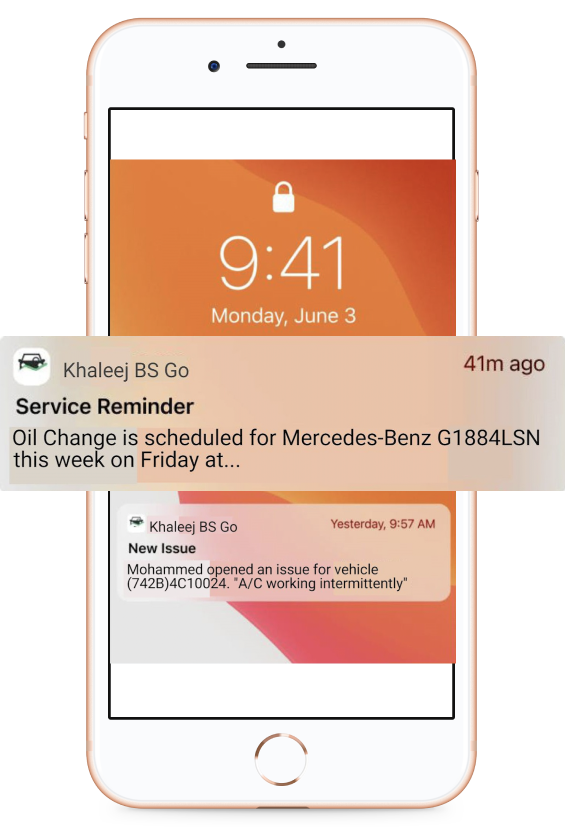 9:41
Monday, June 3
Khaleej BS Go
41m ago
Service Reminder
Oil Change is scheduled for Mercedes-Benz G1884LSN
this week on Friday at...
Khaleej BS Go
Yesterday, 9:57 AM
New Issue
Mohammed opened an issue for vehicle
(742B)4C10024. "A/C working intermittently"